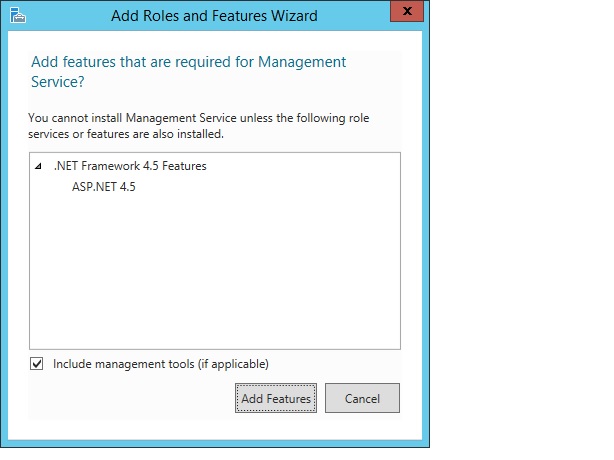 Add Roles and Features Wizard
x
Add features that are required for Management
Service?
You cannot install Management Service unless the following role
services or features are also installed.
.NET Framework 4.5 Features
ASP.NET 4.5
Include management tools (if applicable)
Add Features
Cancel